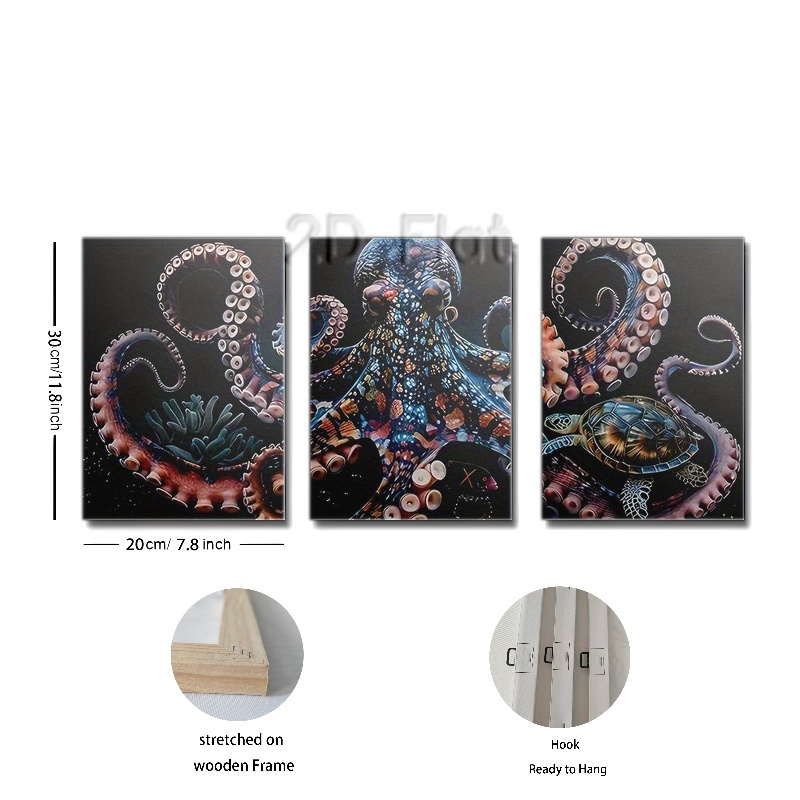 2D Flat
30cm/11.8inch
20cm/ 7.8 inch
stretched on
wooden Frame
Hook
Ready to Hang